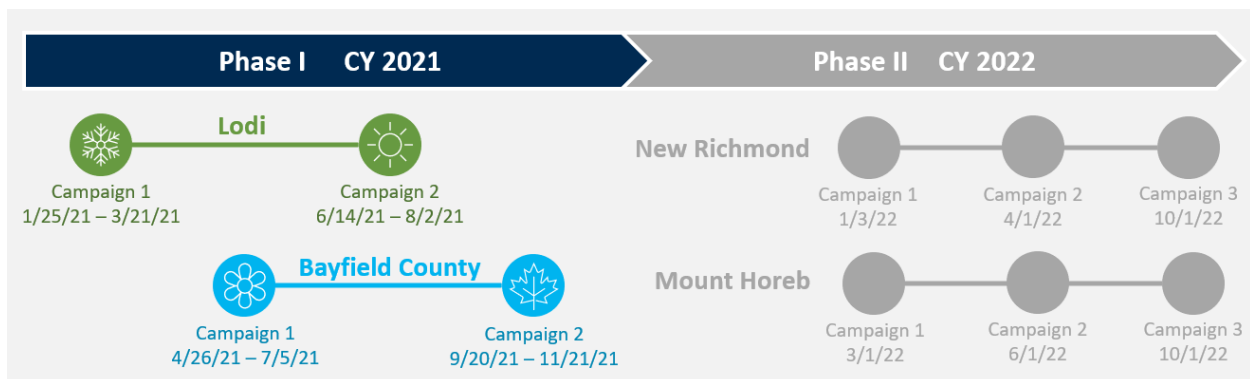 Phase I CY 2021
Phase II CY 2022
Lodi
Campaign 1
1/25/21 – 3/21/21
Campaign 2
6/14/21 – 8/2/21
New Richmond
Campaign 1
1/3/22
Campaign 2
4/1/22
Campaign 3
10/1/22
Bayfield County
Campaign 1
4/26/21 – 7/5/21
Campaign 2
9/20/21 – 11/21/21
Mount Horeb
Campaign 1
3/1/22
Campaign 2
6/1/22
Campaign 3
10/1/22